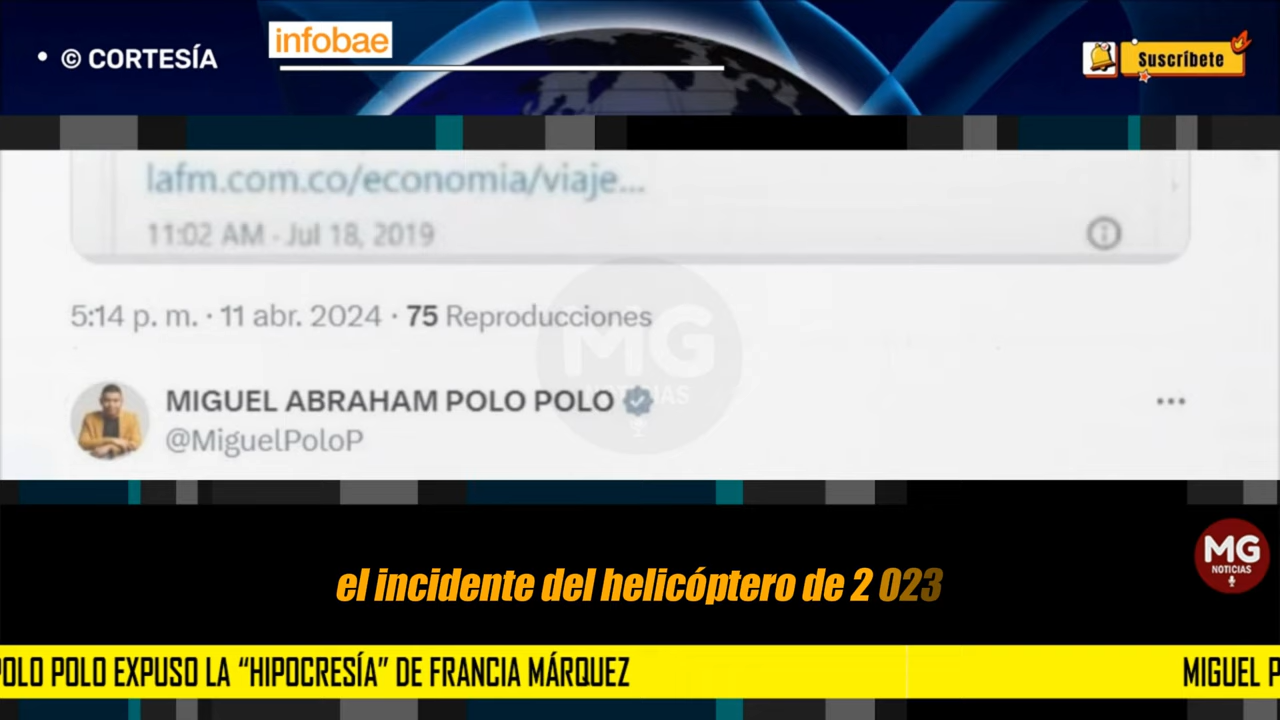 • © CORTESÍA
infobae
Suscríbete
lafm.com.co/economia/viaje...
11:02 AM · Jul 18, 2019
5:14 p. m. · 11 abr. 2024 · 75 Reproducciones
MG
NOTICIAS
MIGUEL ABRAHAM POLO POLO
@MiguelPoloP
el incidente del helicóptero de 2 023
MG
NOTICIAS
POLO POLO EXPUSO LA “HIPOCRESÍA” DE FRANCIA MÁRQUEZ
MIGUEL P